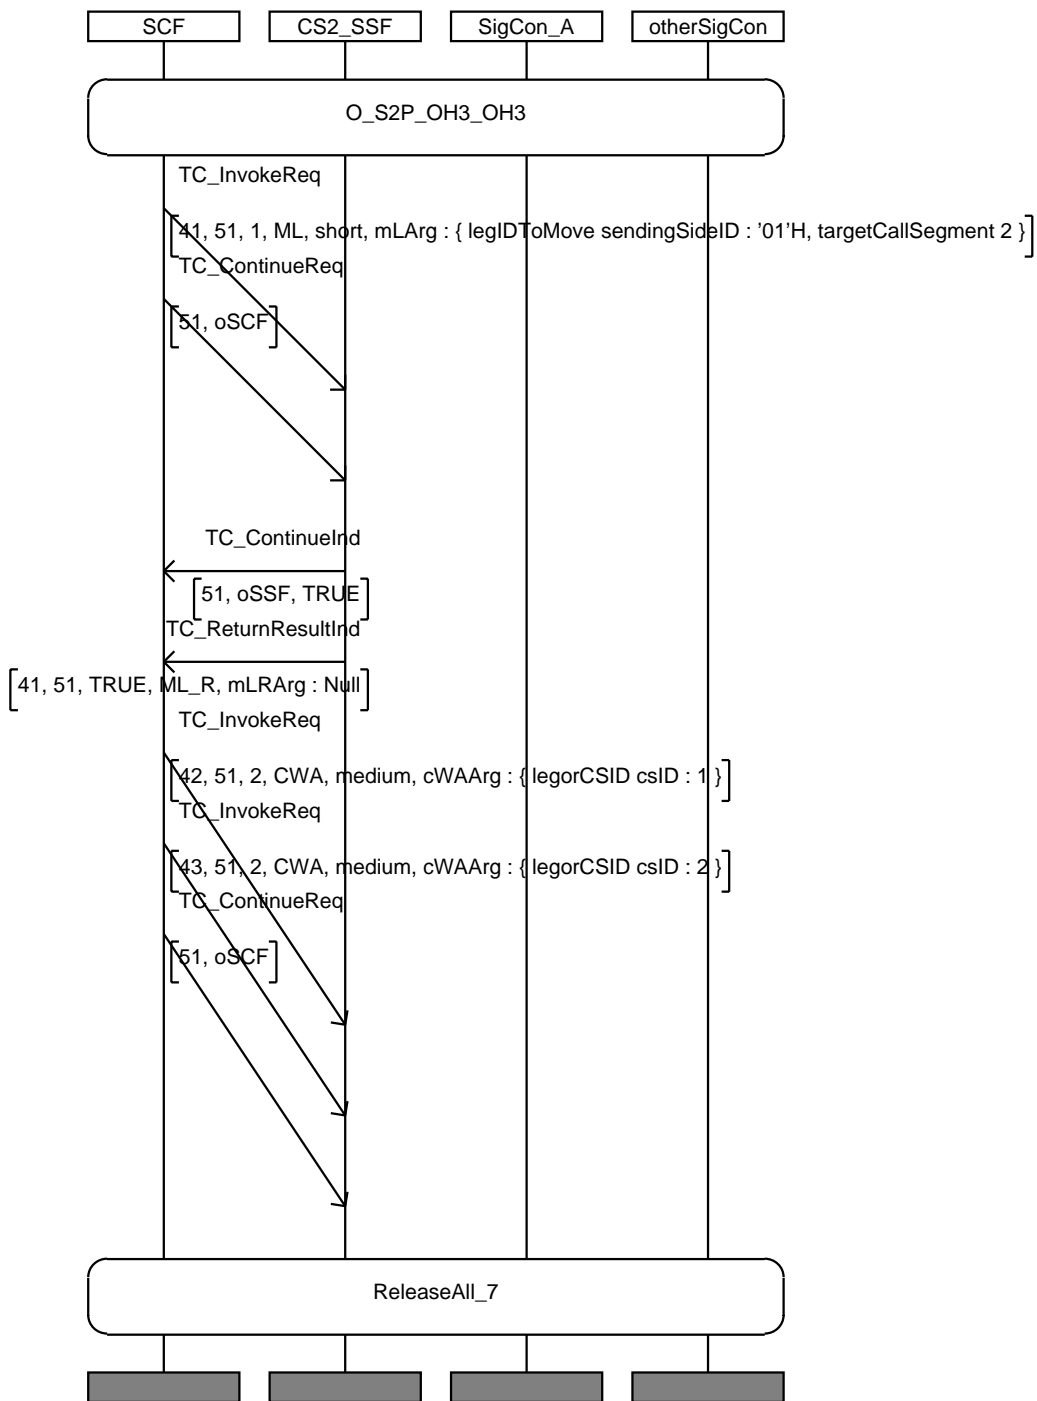 SCF CS2_SSF SigCon_A otherSigCon
O_S2P_OH3_OH3
TC_InvokeReq
41, 51, 1, ML, short, mLArg : { legIDToMove sendingSideID : '01'H, targetCallSegment 2 }
TC_ContinueReq
51, oSCF
TC_ContinueInd
51, oSSF, TRUE
TC_ReturnResultInd
41, 51, TRUE, ML_R, mLRArg : Null
TC_InvokeReq
42, 51, 2, CWA, medium, cWAArg : { legorCSID csID : 1 }
TC_InvokeReq
43, 51, 2, CWA, medium, cWAArg : { legorCSID csID : 2 }
TC_ContinueReq
51, oSCF
ReleaseAll_7